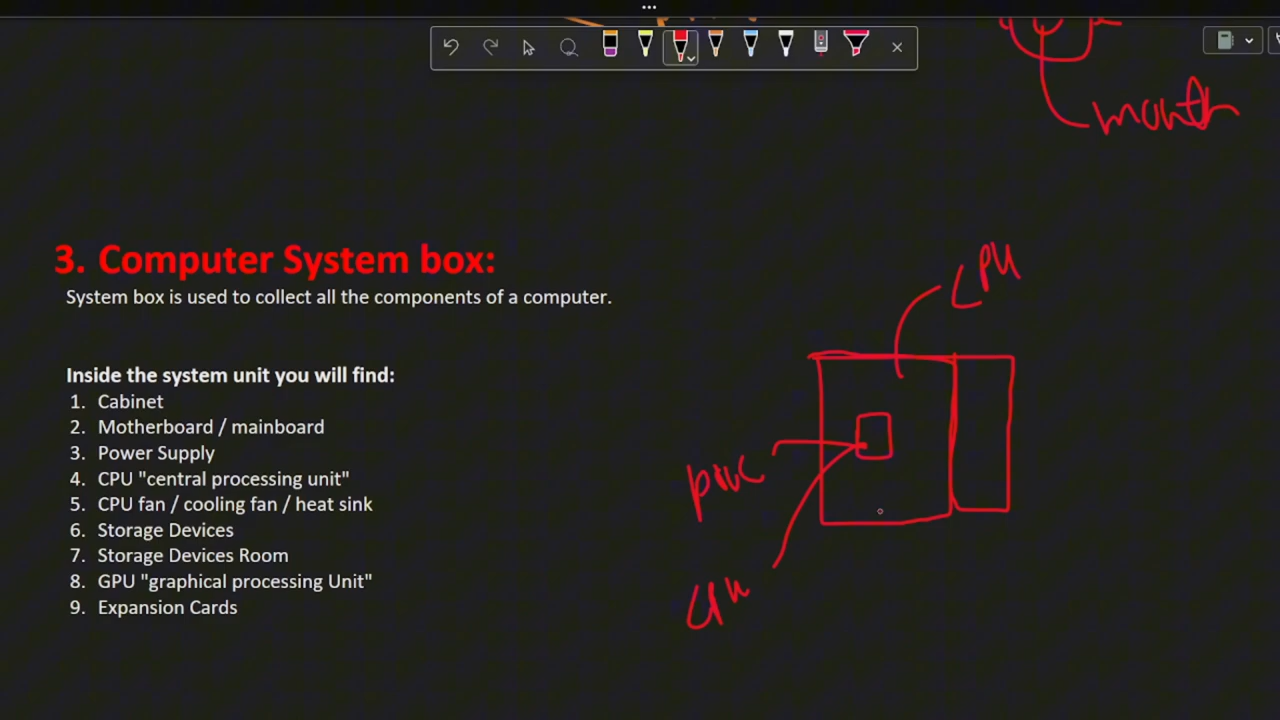 month
3. Computer System box:
System box is used to collect all the components of a computer.
CPU
Inside the system unit you will find:
1. Cabinet
2. Motherboard / mainboard
3. Power Supply
4. CPU "central processing unit"
5. CPU fan / cooling fan / heat sink
6. Storage Devices
7. Storage Devices Room
8. GPU "graphical processing Unit"
9. Expansion Cards